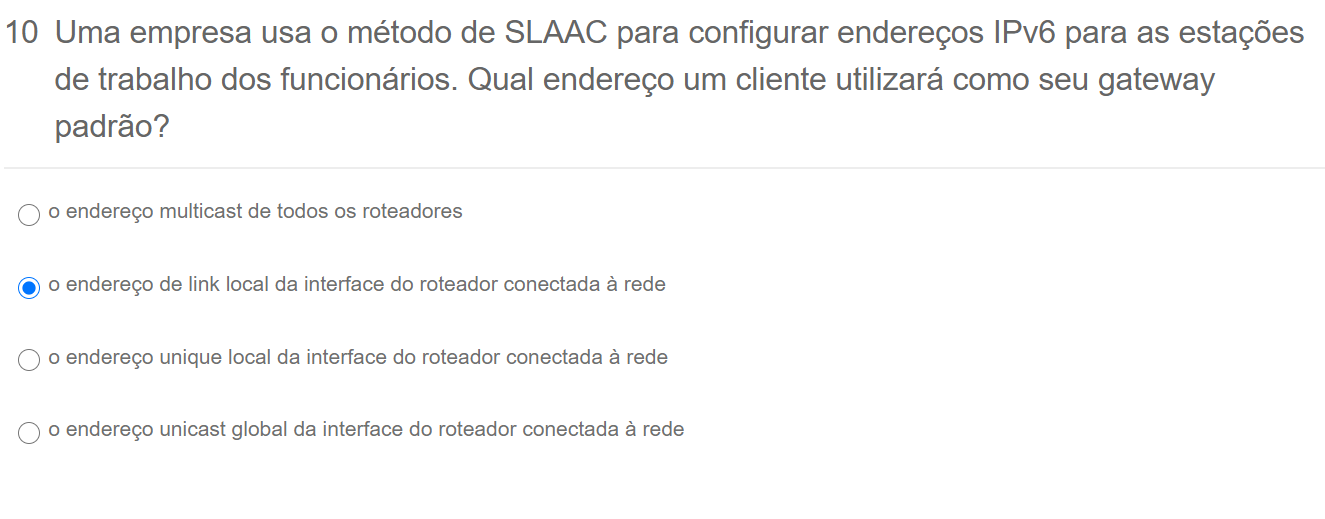 10 Uma empresa usa o método de SLAAC para configurar endereços IPv6 para as estações
de trabalho dos funcionários. Qual endereço um cliente utilizará como seu gateway
padrão?
o endereço multicast de todos os roteadores
o endereço de link local da interface do roteador conectada à rede
o endereço unique local da interface do roteador conectada à rede
o endereço unicast global da interface do roteador conectada à rede